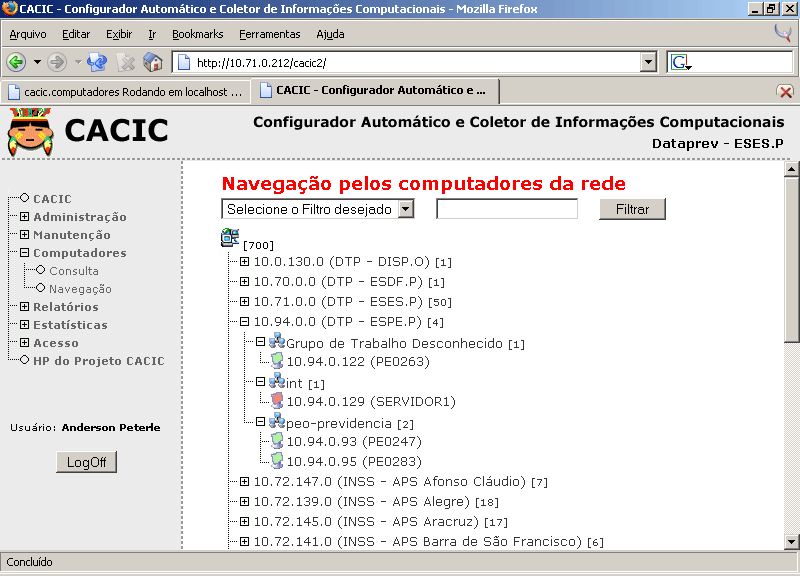 CACIC - Configurador Automático e Coletor de Informações Computacionais - Mozilla Firefox
Arquivo Editar Exibir Ir Bookmarks Ferramentas Ajuda
http://10.71.0.212/cacic2/
G
cacic.computadores Rodando em localhost ...
CACIC - Configurador Automático e ...
CACIC
Configurador Automático e Coletor de Informações Computacionais
Dataprev - ESES.P
CACIC
Administração
Manutenção
Computadores
Consulta
Navegação
Relatórios
Estatísticas
Acesso
HP do Projeto CACIC
Usuário: Anderson Peterle
LogOff
Navegação pelos computadores da rede
Selecione o Filtro desejado
Filtrar
[700]
10.0.130.0 (DTP - DISP.O) [1]
10.70.0.0 (DTP - ESDF.P) [1]
10.71.0.0 (DTP - ESES.P) [50]
10.94.0.0 (DTP - ESPE.P) [4]
Grupo de Trabalho Desconhecido [1]
10.94.0.122 (PE0263)
int [1]
10.94.0.129 (SERVIDOR1)
peo-previdencia [2]
10.94.0.93 (PE0247)
10.94.0.95 (PE0283)
10.72.147.0 (INSS - APS Afonso Cláudio) [7]
10.72.139.0 (INSS - APS Alegre) [18]
10.72.145.0 (INSS - APS Aracruz) [17]
10.72.141.0 (INSS - APS Barra de São Francisco) [6]
Concluído